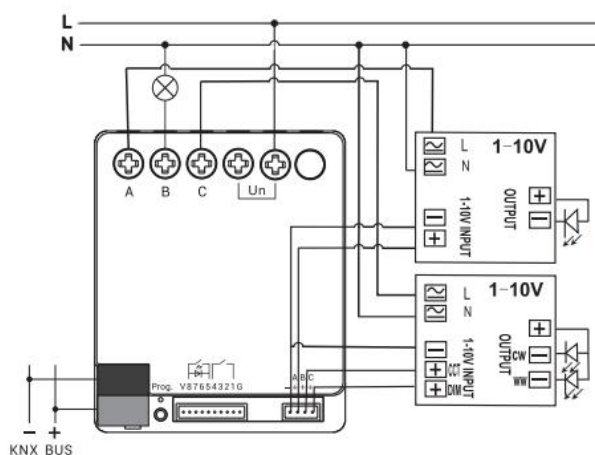 L
N
A B C Un
1-10V
L
N
1-10V INPUT
OUTPUT
+
−
−
+
1-10V
L
N
1-10V INPUT
OUTPUT
+
− CW
− WW
−
+ CCT
+ DIM
Prog. V87654321G
− A B C
+ + +
− +
KNX BUS